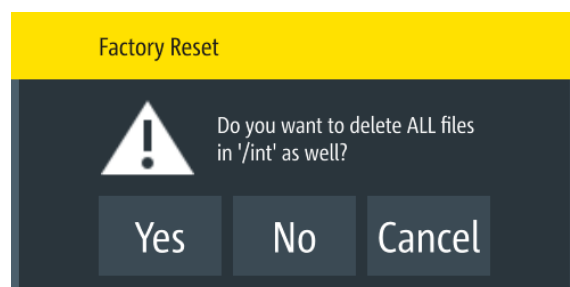 Factory Reset
Do you want to delete ALL files
in '/int' as well?
Yes No Cancel